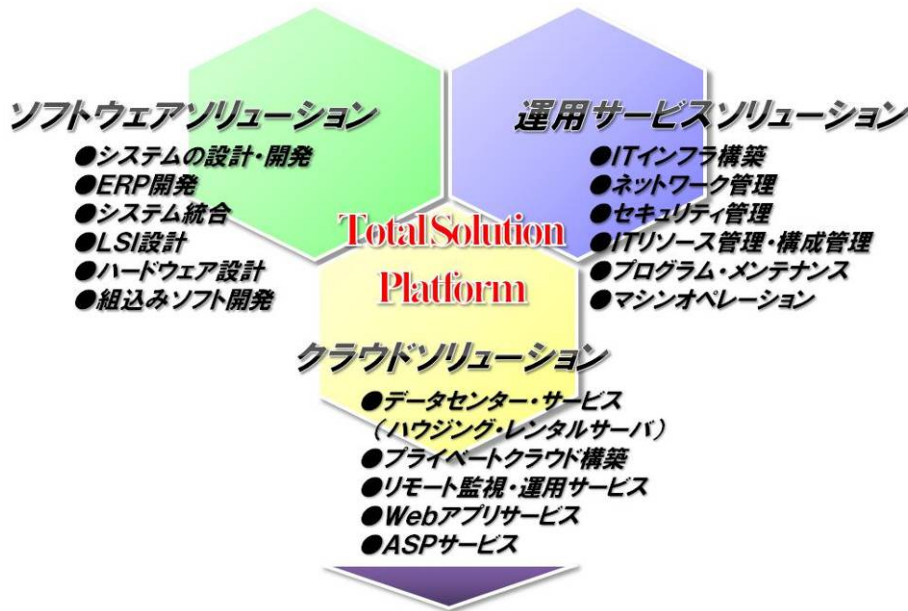 ソフトウェアソリューション
●システムの設計・開発
●ERP開発
●システム統合
●LSI設計
●ハードウェア設計
●組込みソフト開発
運用サービスソリューション
●ITインフラ構築
●ネットワーク管理
●セキュリティ管理
●ITリソース管理・構成管理
●プログラム・メンテナンス
●マシンオペレーション
Total Solution
Platform
クラウドソリューション
●データセンター・サービス
（ハウジング・レンタルサーバ）
●プライベートクラウド構築
●リモート監視・運用サービス
●Webアプリサービス
●ASPサービス